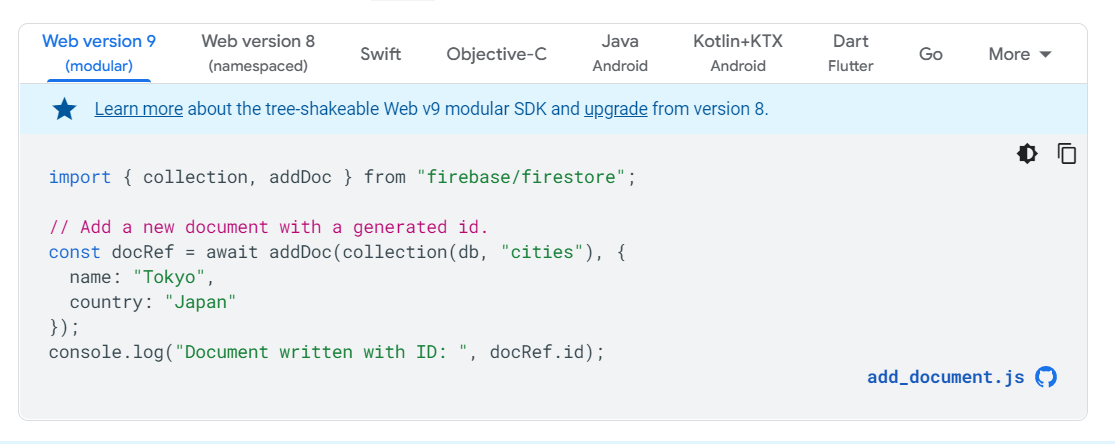 Web version 9 Web version 8 Swift Objective-C Java Kotlin+KTX Dart Go More
(modular) (namespaced) Android Android Flutter
Learn more about the tree-shakeable Web v9 modular SDK and upgrade from version 8.
import { collection, addDoc } from "firebase/firestore";

// Add a new document with a generated id.
const docRef = await addDoc(collection(db, "cities"), {
  name: "Tokyo",
  country: "Japan"
});
console.log("Document written with ID: ", docRef.id);
add_document.js